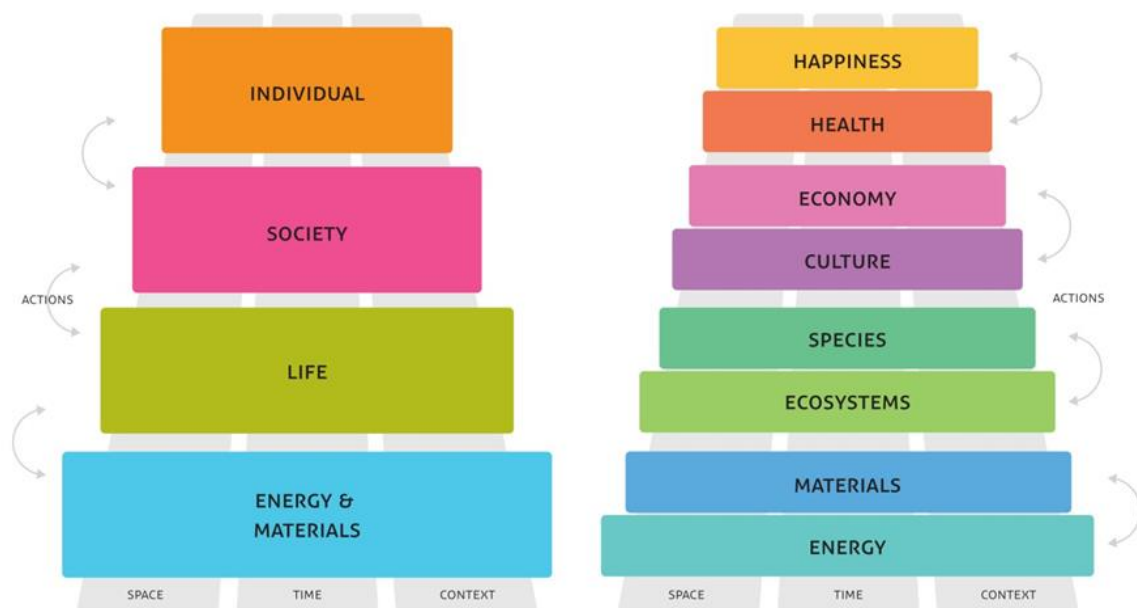 INDIVIDUAL
SOCIETY
ACTIONS
LIFE
ENERGY &
MATERIALS
SPACE
TIME
CONTEXT
HAPPINESS
HEALTH
ECONOMY
CULTURE
ACTIONS
SPECIES
ECOSYSTEMS
MATERIALS
ENERGY
SPACE
TIME
CONTEXT